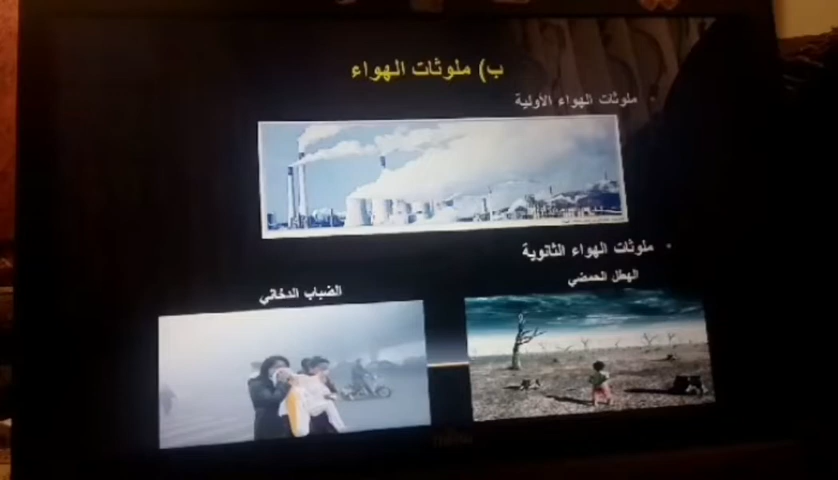 ب) ملوثات الهواء
• ملوثات الهواء الأولية
• ملوثات الهواء الثانوية
الهطل الحمضي
الضباب الدخاني